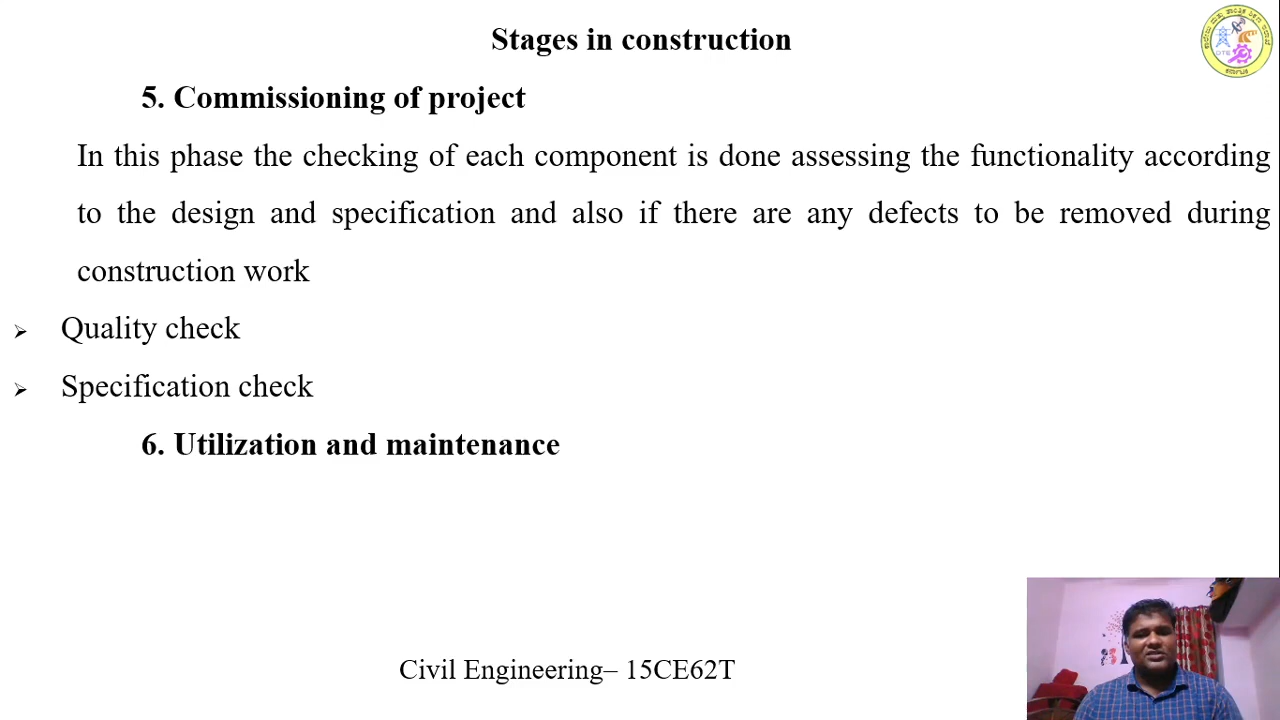 Stages in construction
5. Commissioning of project
In this phase the checking of each component is done assessing the functionality according
to the design and specification and also if there are any defects to be removed during
construction work
Quality check
Specification check
6. Utilization and maintenance
Civil Engineering– 15CE62T
DTE